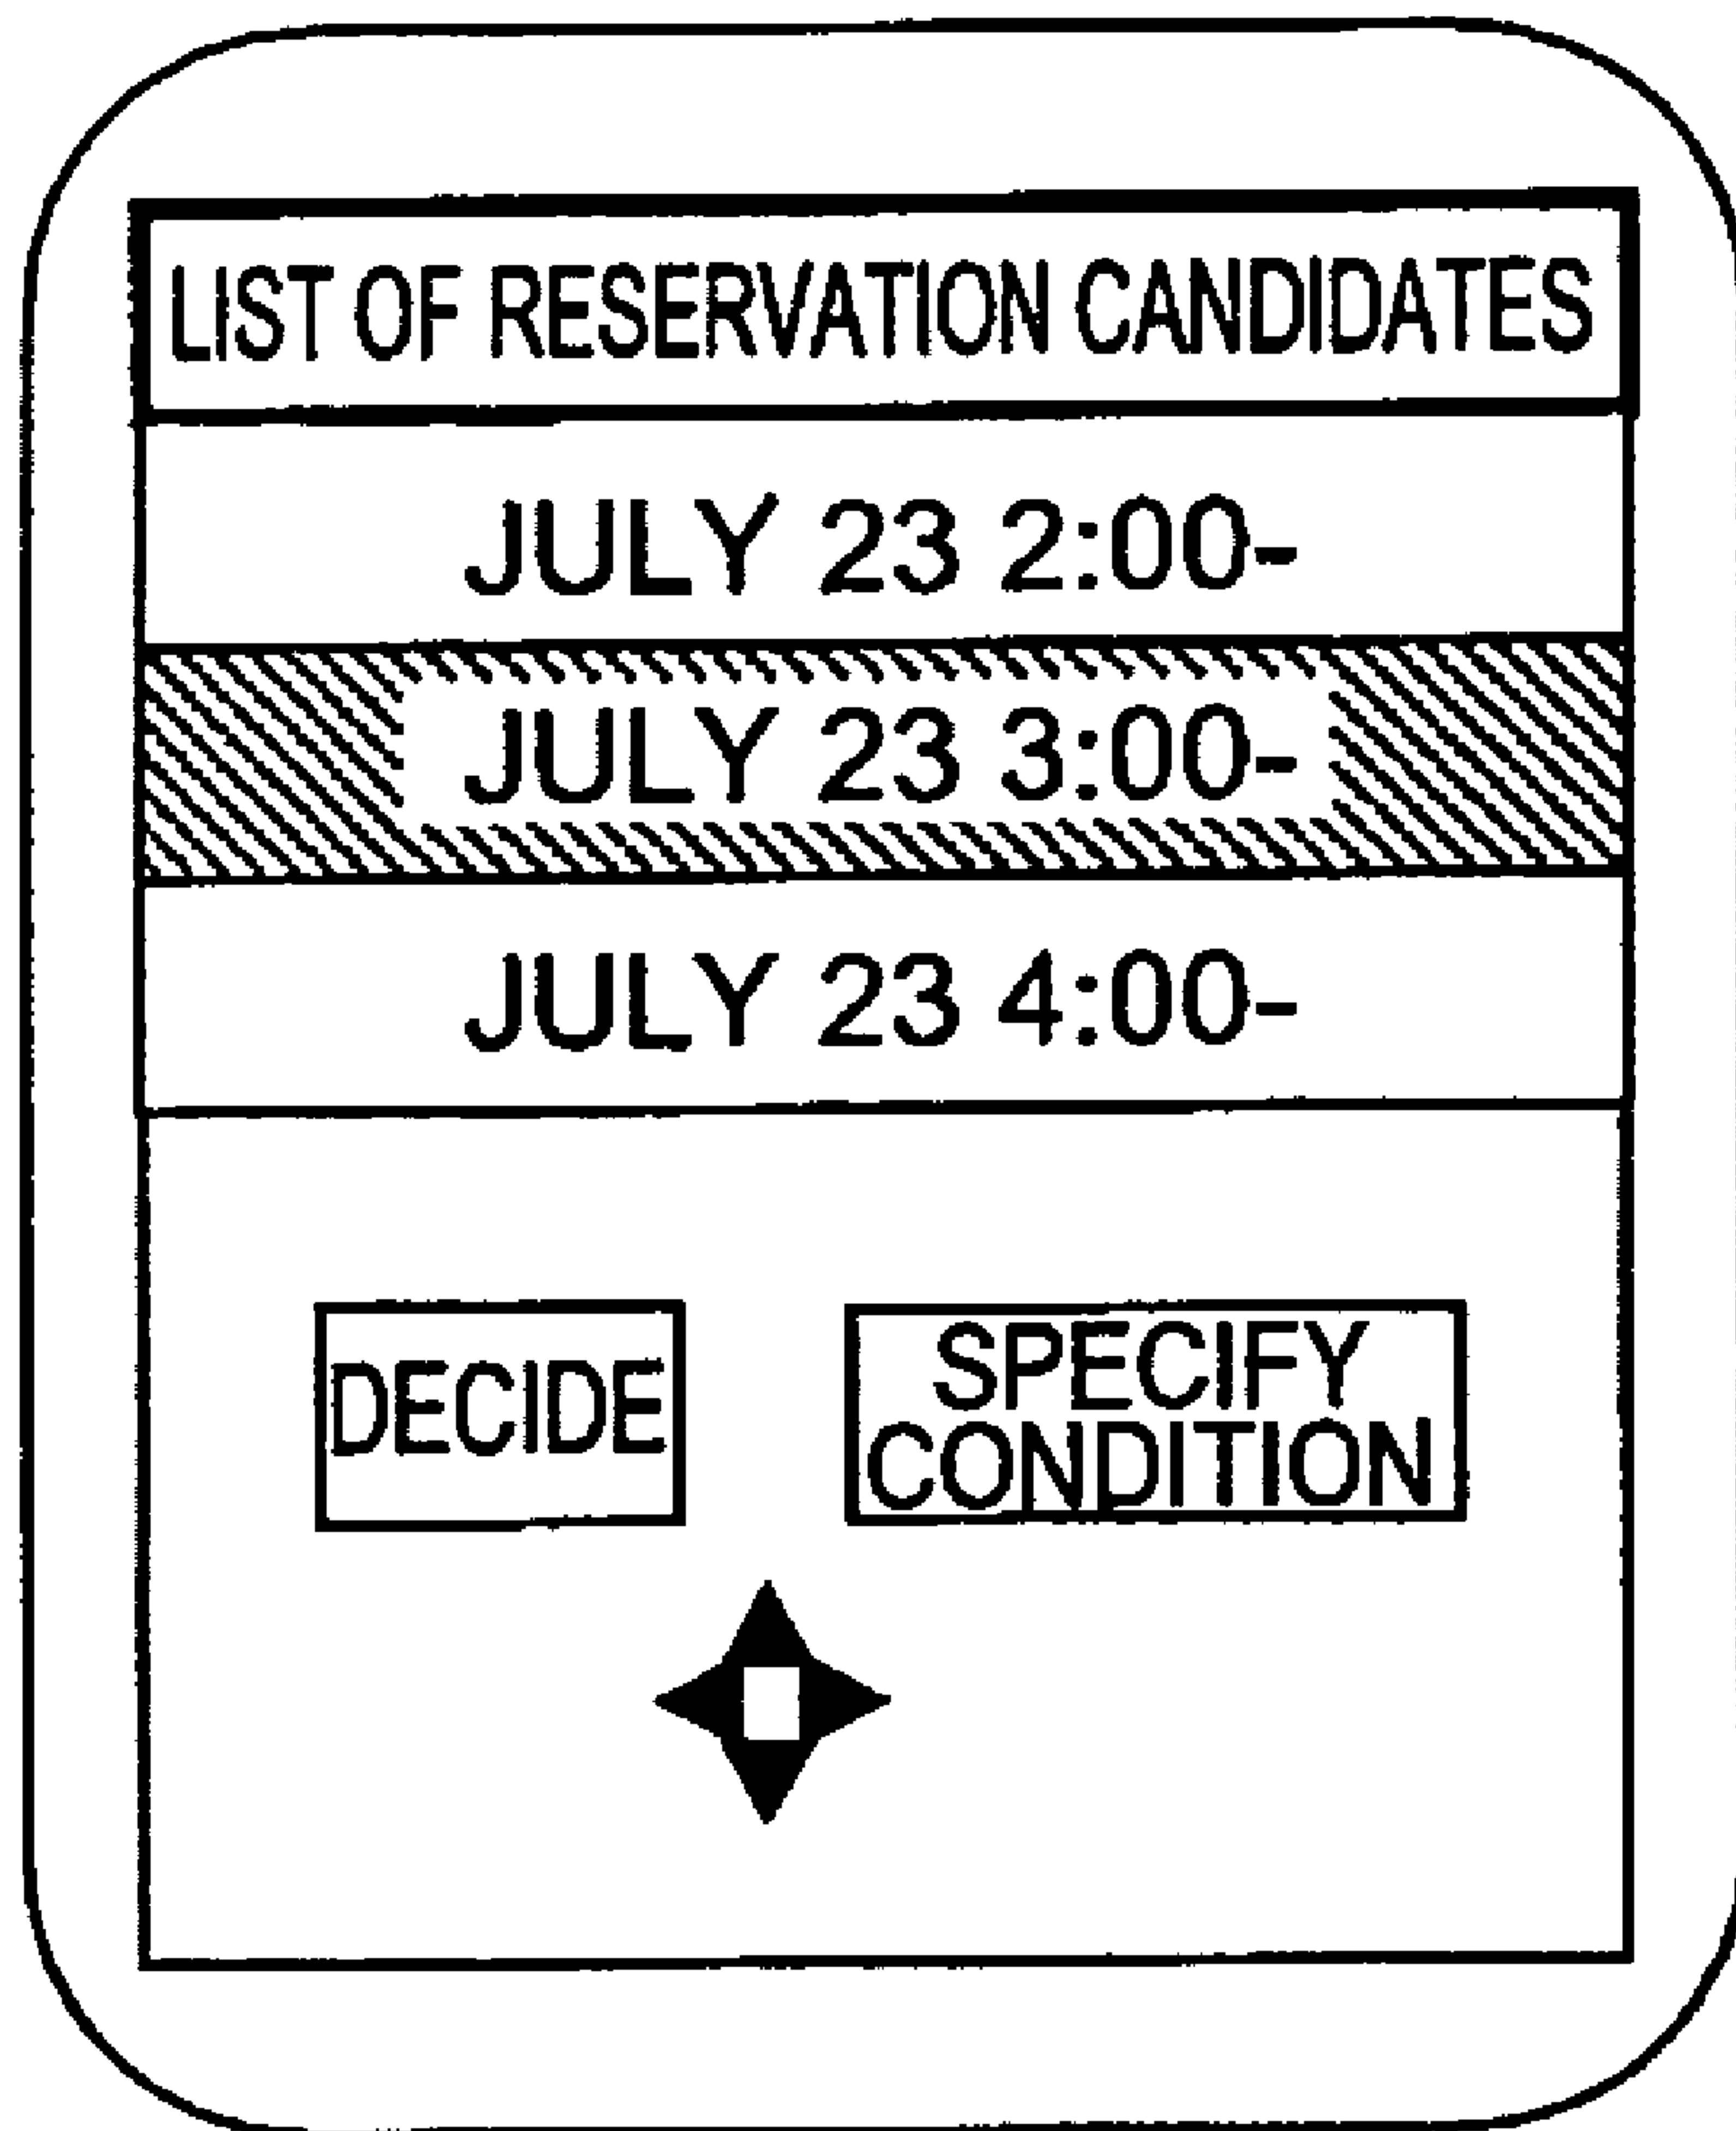 LIST OF RESERVATION CANDIDATES
JULY 23 2:00-
JULY 23 3:00-
JULY 23 4:00-
DECIDE
SPECIFY
CONDITION